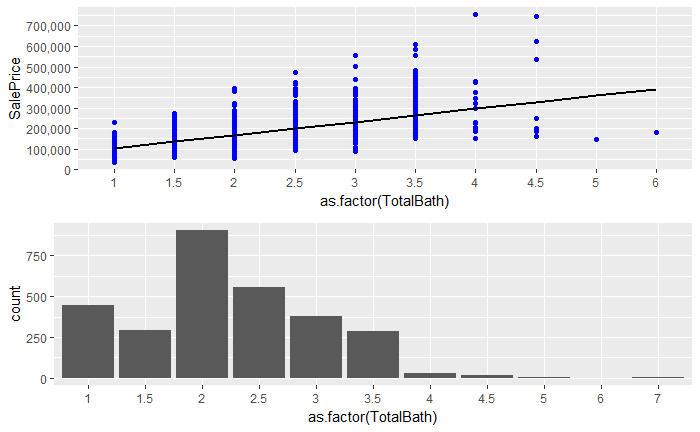 SalePrice
700,000
600,000
500,000
400,000
300,000
200,000
100,000
0
1 1.5 2 2.5 3 3.5 4 4.5 5 6
as.factor(TotalBath)
count
750
500
250
0
1 1.5 2 2.5 3 3.5 4 4.5 5 6 7
as.factor(TotalBath)